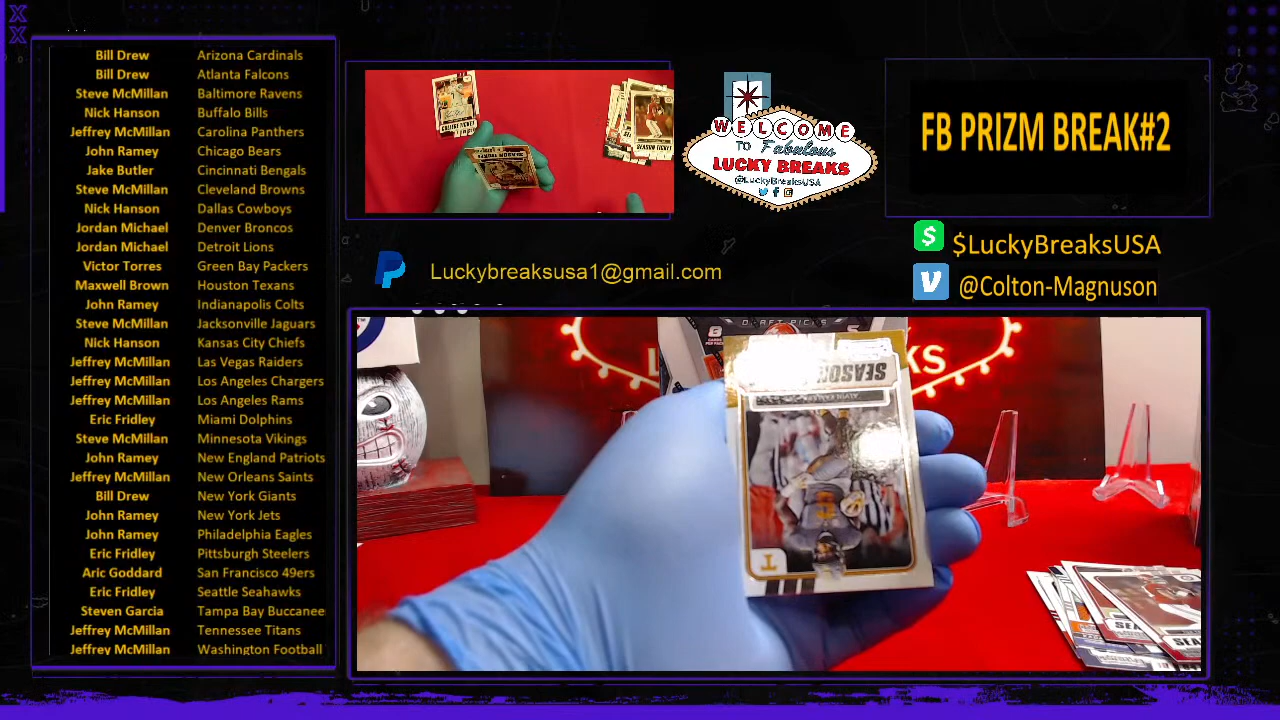 Bill Drew Arizona Cardinals
Bill Drew Atlanta Falcons
Steve McMillan Baltimore Ravens
Nick Hanson Buffalo Bills
Jeffrey McMillan Carolina Panthers
John Ramey Chicago Bears
Jake Butler Cincinnati Bengals
Steve McMillan Cleveland Browns
Nick Hanson Dallas Cowboys
Jordan Michael Denver Broncos
Jordan Michael Detroit Lions
Victor Torres Green Bay Packers
Maxwell Brown Houston Texans
John Ramey Indianapolis Colts
Steve McMillan Jacksonville Jaguars
Nick Hanson Kansas City Chiefs
Jeffrey McMillan Las Vegas Raiders
Jeffrey McMillan Los Angeles Chargers
Jeffrey McMillan Los Angeles Rams
Eric Fridley Miami Dolphins
Steve McMillan Minnesota Vikings
John Ramey New England Patriots
Jeffrey McMillan New Orleans Saints
Bill Drew New York Giants
John Ramey New York Jets
John Ramey Philadelphia Eagles
Eric Fridley Pittsburgh Steelers
Aric Goddard San Francisco 49ers
Eric Fridley Seattle Seahawks
Steven Garcia Tampa Bay Buccanee
Jeffrey McMillan Tennessee Titans
Jeffrey McMillan Washington Football
COLLEGE TICKET
SEASON TICKET
WELCOME
TO Fabulous
LUCKY BREAKS
@LuckyBreaksUSA
FB PRIZM BREAK#2
$LuckyBreaksUSA
@Colton-Magnuson
Luckybreaksusa1@gmail.com
DRAFT PICKS
SEASON